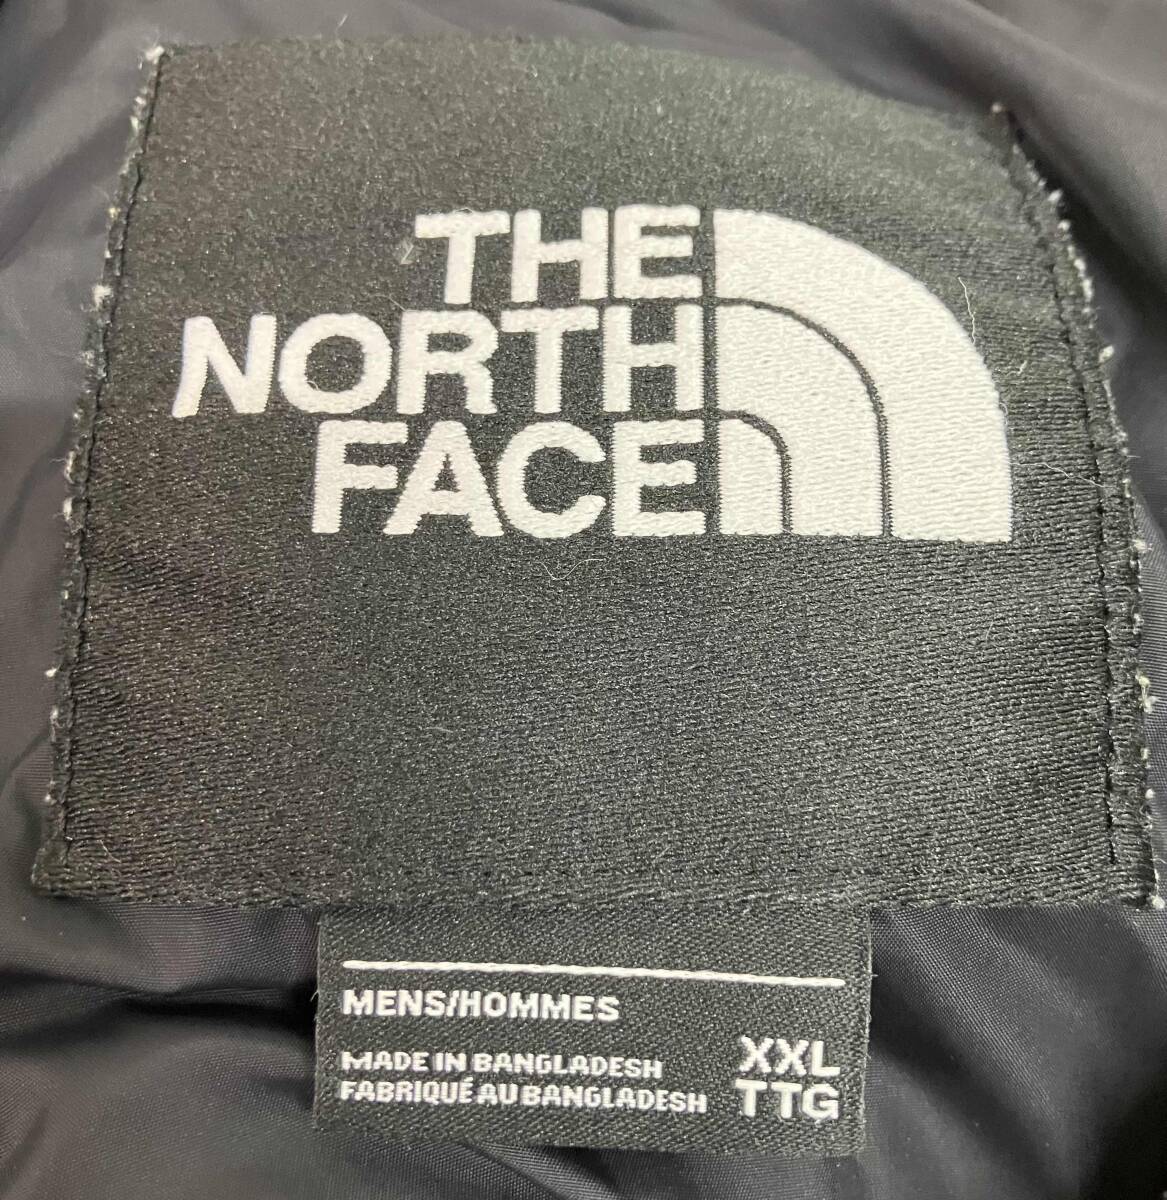 THE
NORTH
FACE
MENS/HOMMES
MADE IN BANGLADESH
FABRIQUÉ AU BANGLADESH
XXL
TTG